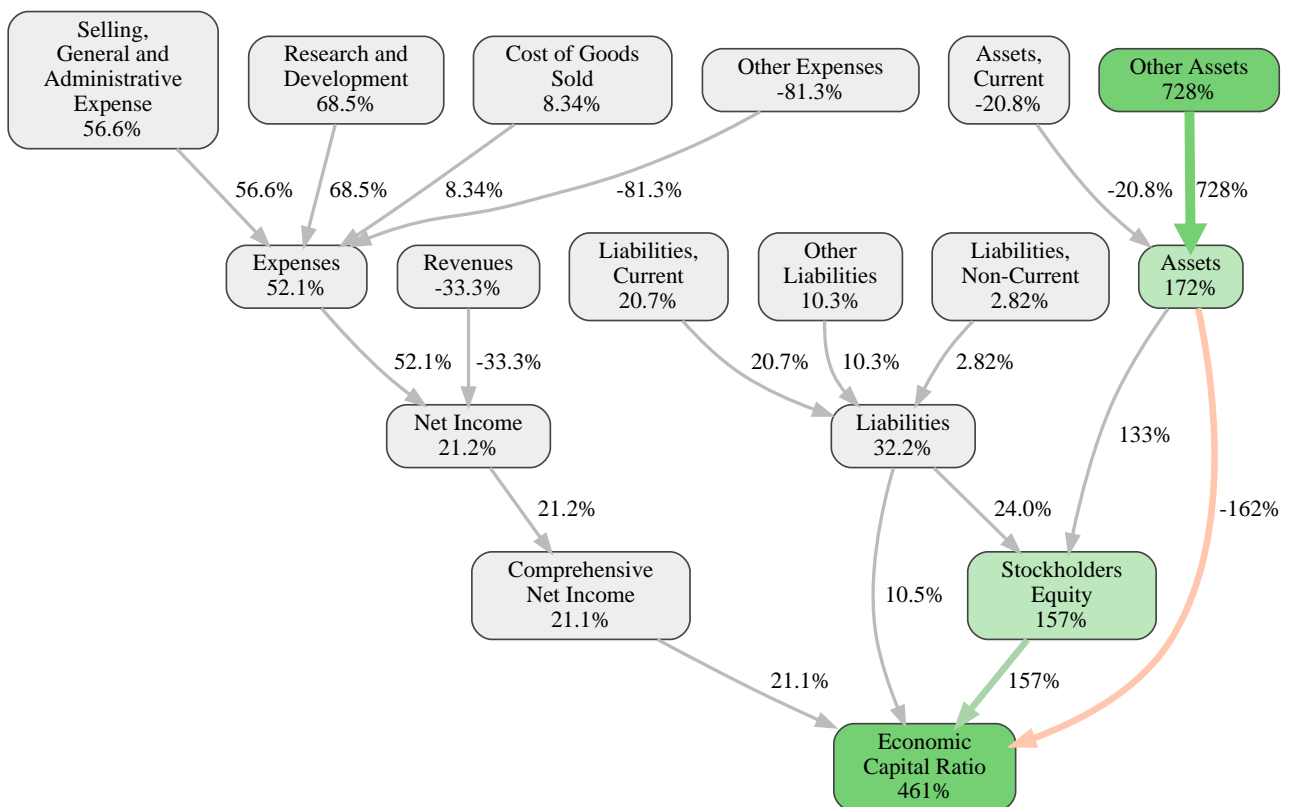 Selling,
General and
Administrative
Expense
56.6%
Research and
Development
68.5%
Cost of Goods
Sold
8.34%
Other Expenses
-81.3%
Assets,
Current
-20.8%
Other Assets
728%
56.6%
68.5%
8.34%
-81.3%
-20.8%
728%
Expenses
52.1%
Revenues
-33.3%
Liabilities,
Current
20.7%
Other
Liabilities
10.3%
Liabilities,
Non-Current
2.82%
Assets
172%
52.1%
-33.3%
20.7%
10.3%
2.82%
Net Income
21.2%
Liabilities
32.2%
133%
21.2%
24.0%
-162%
Comprehensive
Net Income
21.1%
10.5%
Stockholders
Equity
157%
21.1%
157%
Economic
Capital Ratio
461%